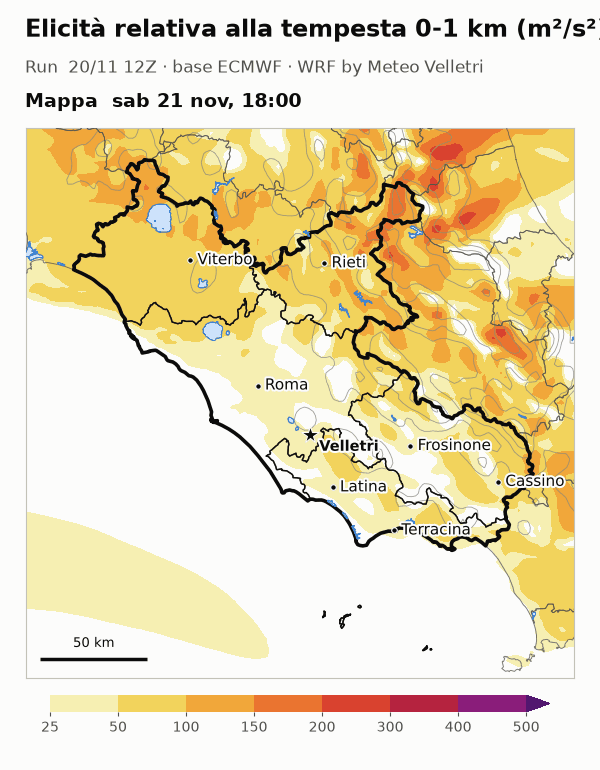 Elicità relativa alla tempesta 0-1 km (m²/s²)
Run 20/11 12Z · base ECMWF · WRF by Meteo Velletri
Mappa sab 21 nov, 18:00
Viterbo
Rieti
Roma
Velletri
Frosinone
Latina
Cassino
Terracina
50 km
25 50 100 150 200 300 400 500